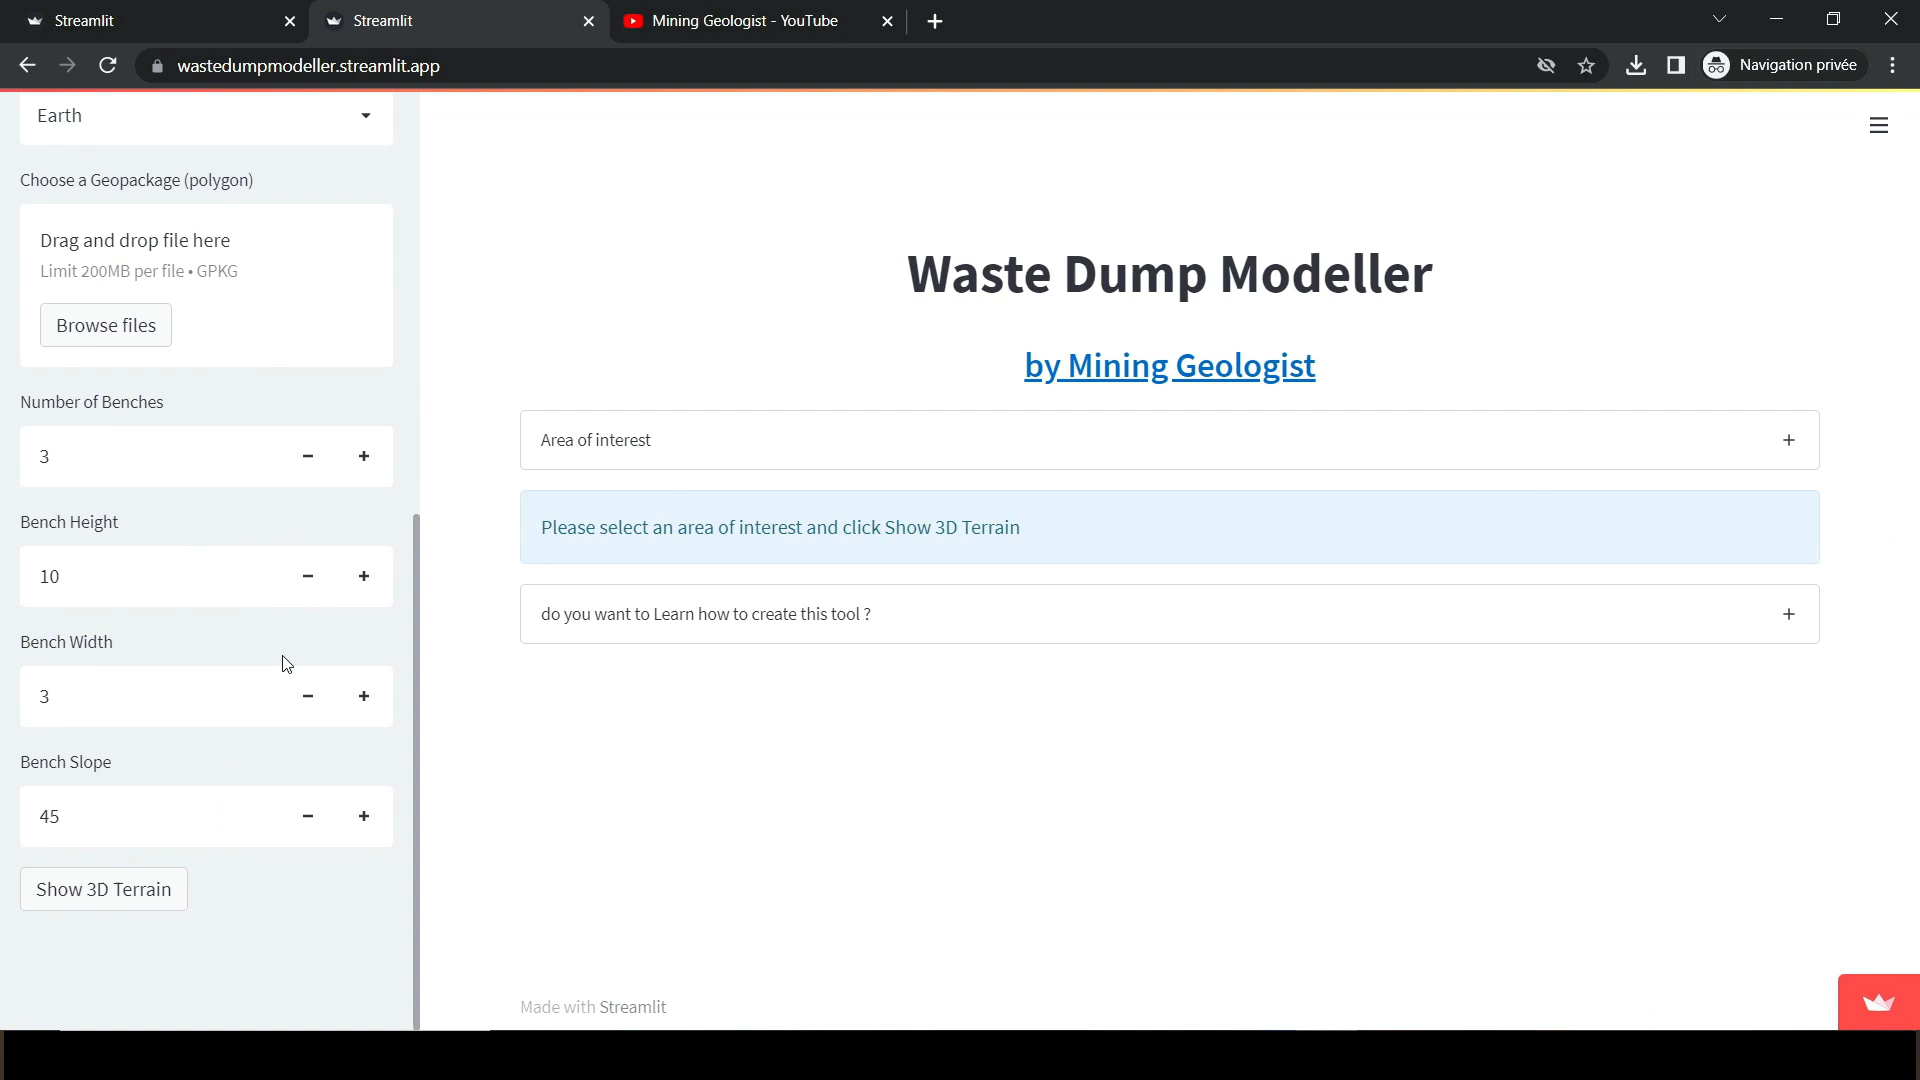 Streamlit
Streamlit
Mining Geologist - YouTube
wastedumpmodeller.streamlit.app
Navigation privée
Earth
Choose a Geopackage (polygon)
Drag and drop file here
Limit 200MB per file • GPKG
Browse files
Number of Benches
3
Bench Height
10
Bench Width
3
Bench Slope
45
Show 3D Terrain
Waste Dump Modeller
by Mining Geologist
Area of interest
Please select an area of interest and click Show 3D Terrain
do you want to Learn how to create this tool ?
Made with Streamlit